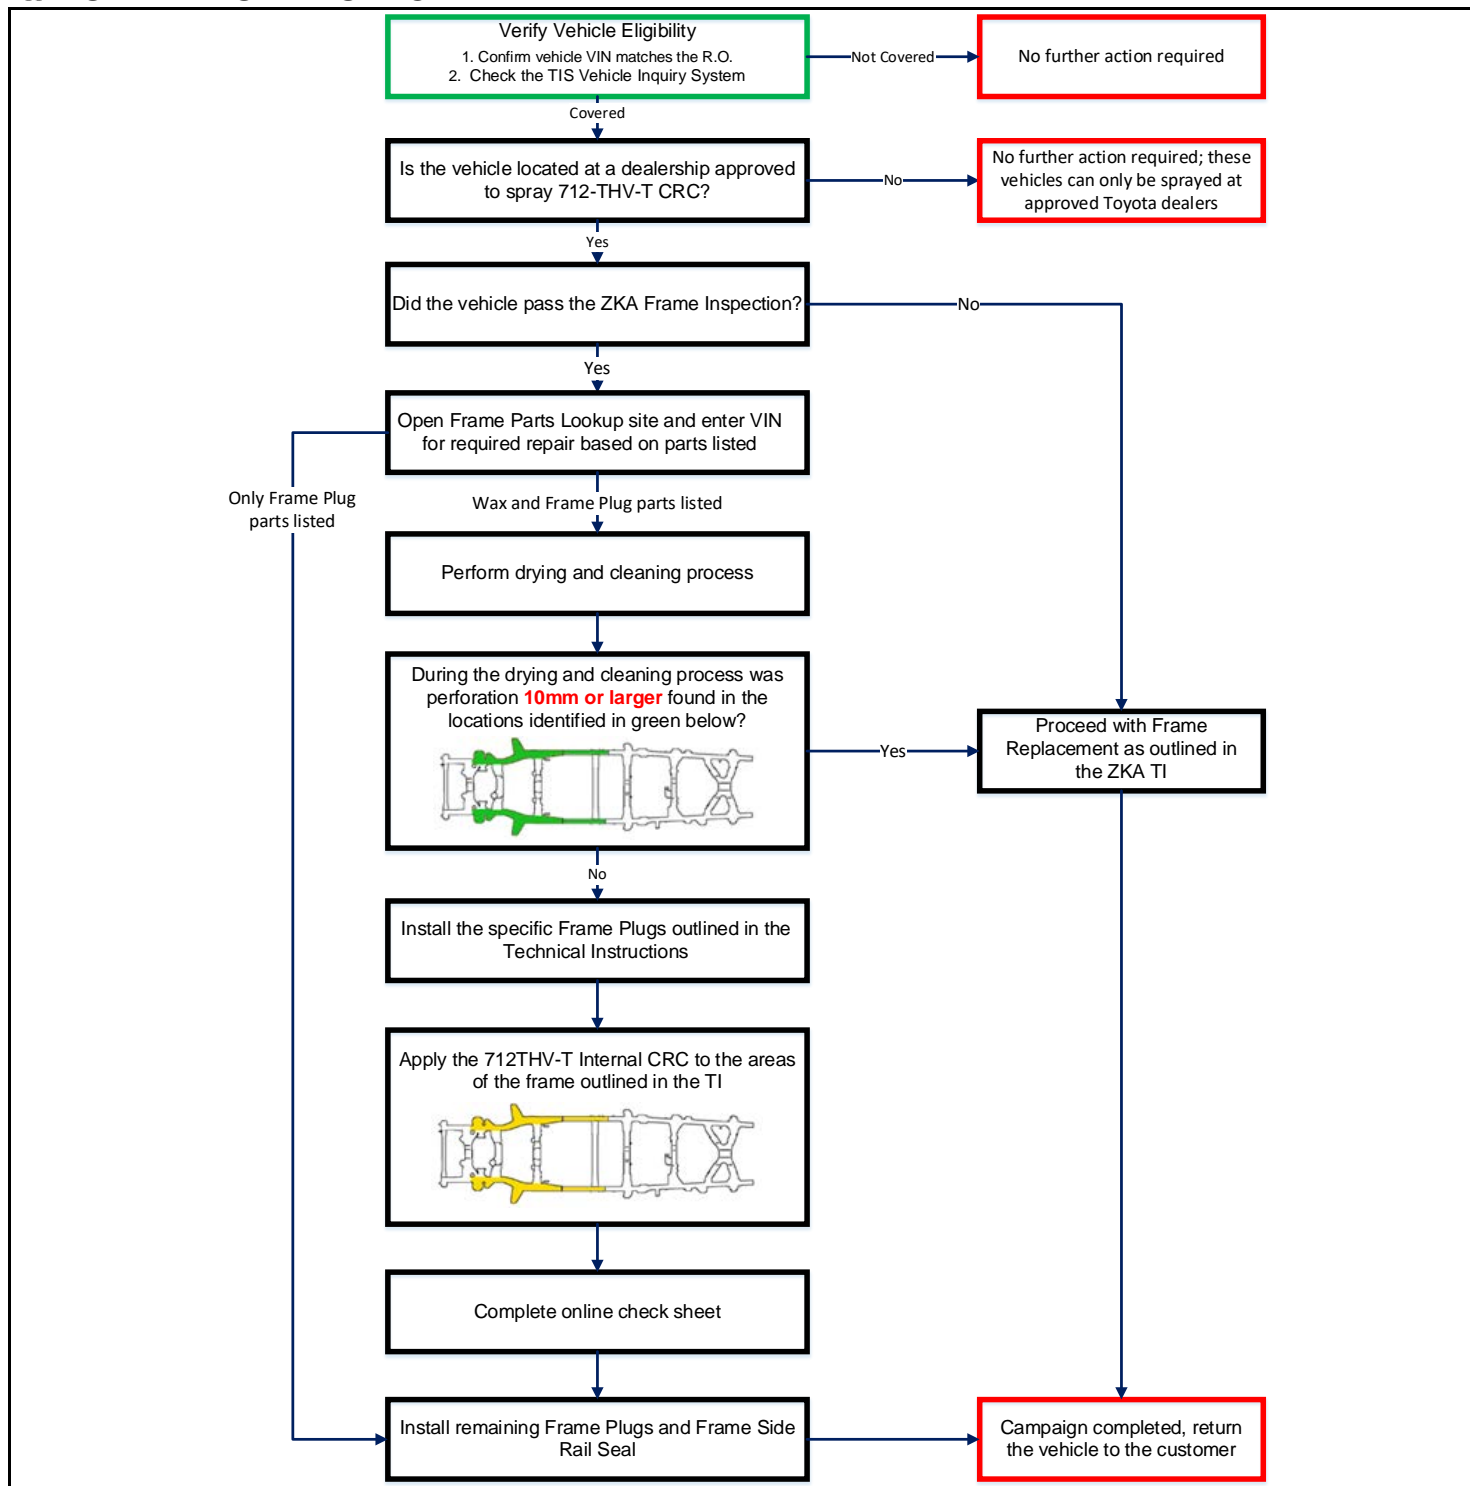 Verify Vehicle Eligibility
1. Confirm vehicle VIN matches the R.O.
2. Check the TIS Vehicle Inquiry System
Not Covered
No further action required
Covered
Is the vehicle located at a dealership approved
to spray 712-THV-T CRC?
No
No further action required; these
vehicles can only be sprayed at
approved Toyota dealers
Yes
Did the vehicle pass the ZKA Frame Inspection?
No
Yes
Open Frame Parts Lookup site and enter VIN
for required repair based on parts listed
Only Frame Plug
parts listed
Wax and Frame Plug parts listed
Perform drying and cleaning process
During the drying and cleaning process was
perforation 10mm or larger found in the
locations identified in green below?
Yes
Proceed with Frame
Replacement as outlined in
the ZKA TI
No
Install the specific Frame Plugs outlined in the
Technical Instructions
Apply the 712THV-T Internal CRC to the areas
of the frame outlined in the TI
Complete online check sheet
Install remaining Frame Plugs and Frame Side
Rail Seal
Campaign completed, return
the vehicle to the customer